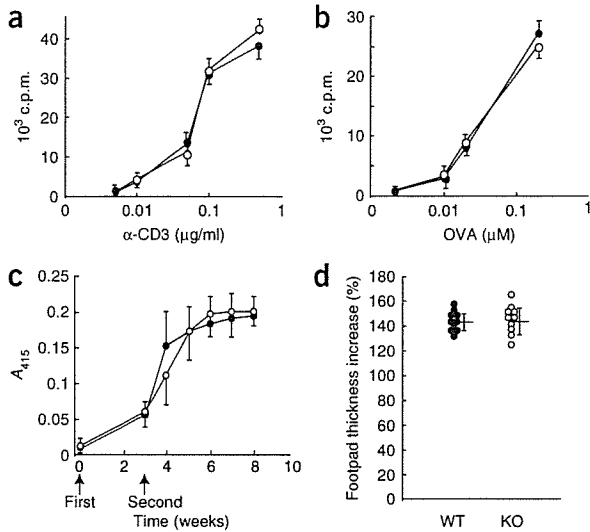 a
10³ c.p.m.
40
30
20
10
0
0
0.01
0.1
1
α-CD3 (μg/ml)
b
10³ c.p.m.
30
20
10
0
0
0.01
0.1
1
OVA (μM)
c
A415
0.25
0.2
0.15
0.1
0.05
0
0 2 4 6 8 10
First Second
Time (weeks)
d
Footpad thickness increase (%)
180
160
140
120
100
80
60
40
20
0
WT KO